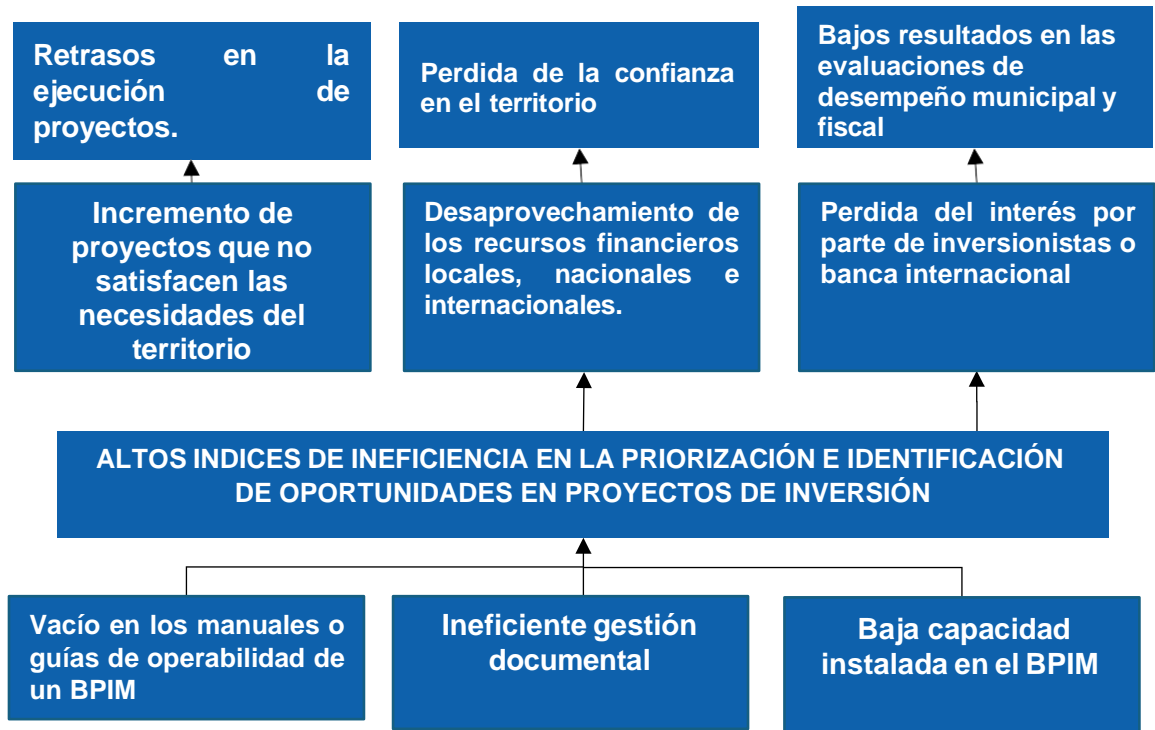 Retrasos en la
ejecución de
proyectos.
Perdida de la confianza
en el territorio
Bajos resultados en las
evaluaciones de
desempeño municipal y
fiscal
Incremento de
proyectos que no
satisfacen las
necesidades del
territorio
Desaprovechamiento de
los recursos financieros
locales, nacionales e
internacionales.
Perdida del interés por
parte de inversionistas o
banca internacional
ALTOS INDICES DE INEFICIENCIA EN LA PRIORIZACIÓN E IDENTIFICACIÓN
DE OPORTUNIDADES EN PROYECTOS DE INVERSIÓN
Vacío en los manuales o
guías de operabilidad de
un BPIM
Ineficiente gestión
documental
Baja capacidad
instalada en el BPIM